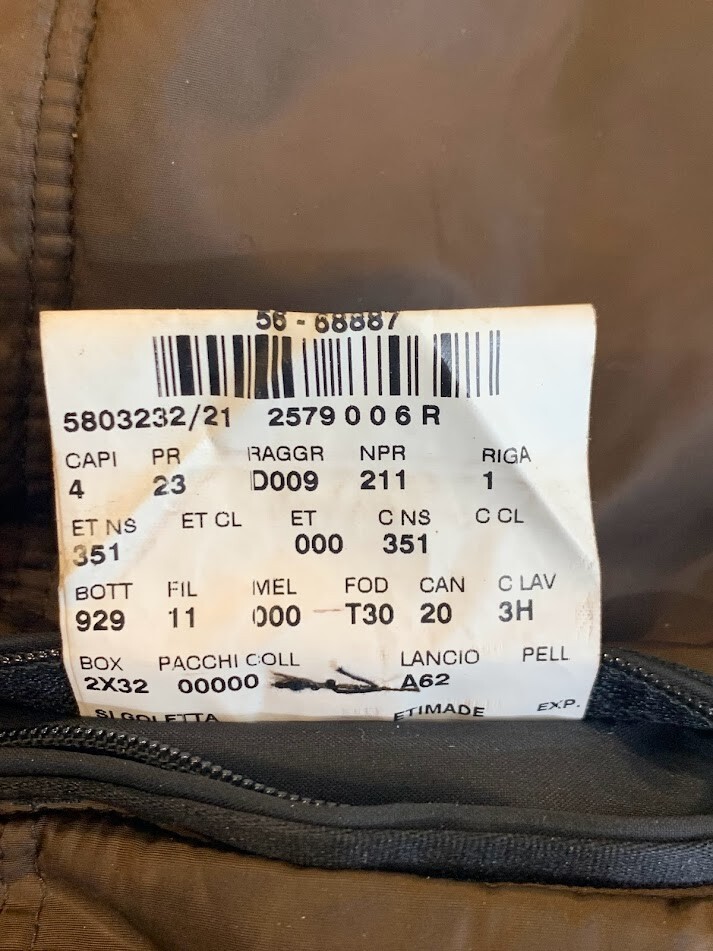 56-68887
5803232/21 2579 0 0 6 R
CAPI PR RAGGR NPR RIGA
4 23 D009 211 1
ET NS ET CL ET C NS C CL
351 000 351
BOTT FIL MEL FOD CAN C LAV
929 11 000 T30 20 3H
BOX PACCHI COLL LANCIO PELL
2X32 00000 A62
ETIMADE EXP.